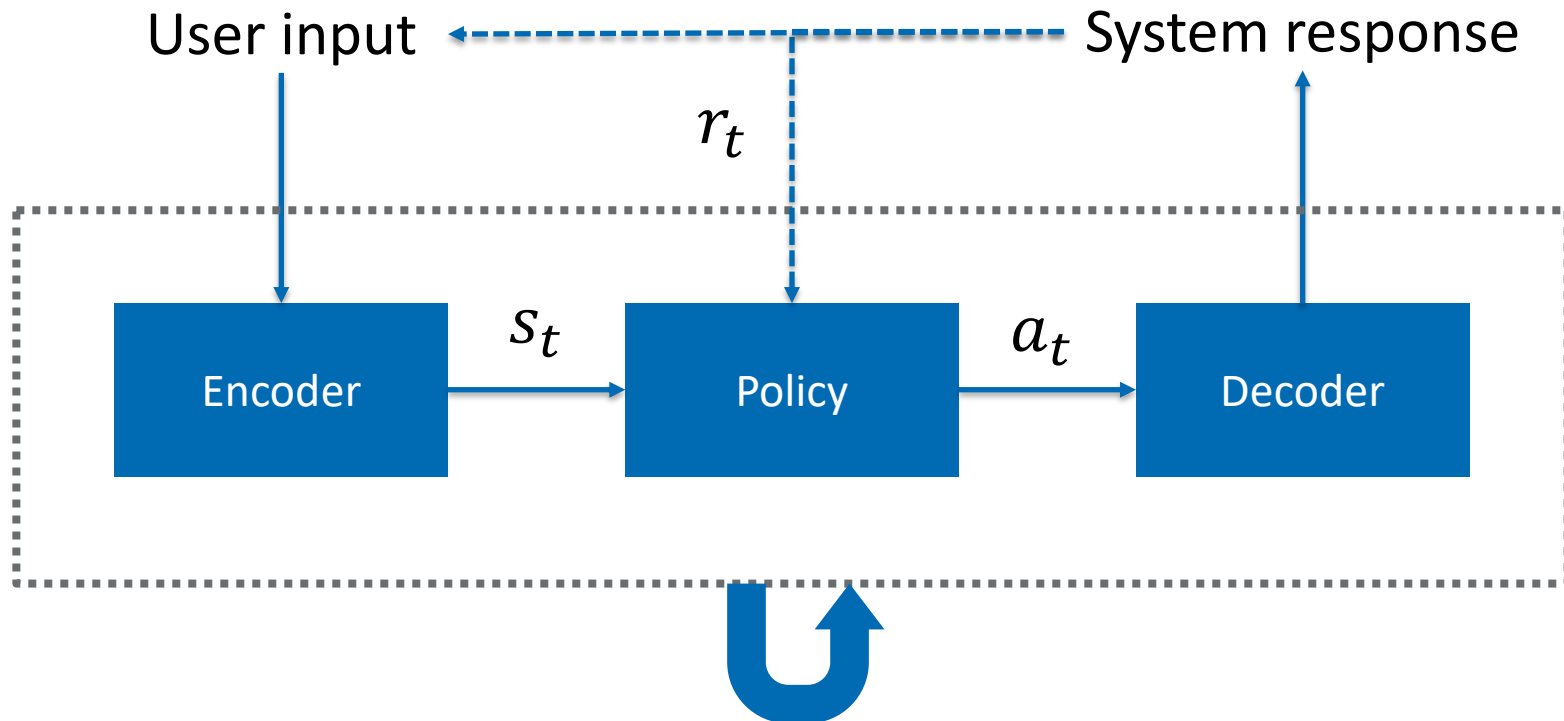 User input
System response
r_t
s_t
a_t
Encoder
Policy
Decoder